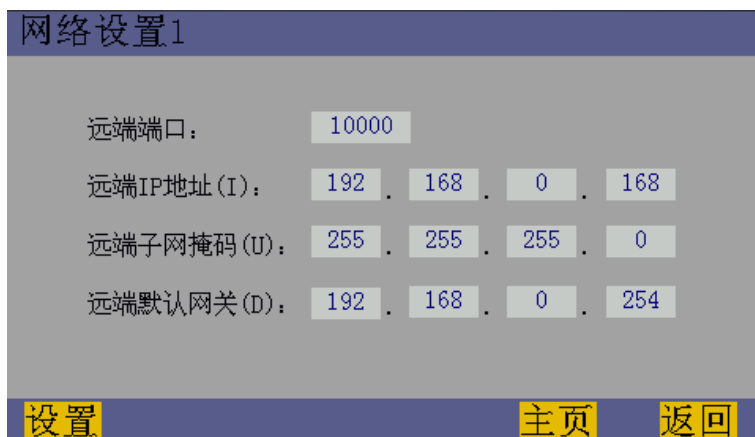 网络设置1
远端端口: 10000
远端IP地址(I): 192 . 168 . 0 . 168
远端子网掩码(U): 255 . 255 . 255 . 0
远端默认网关(D): 192 . 168 . 0 . 254
设置 主页 返回